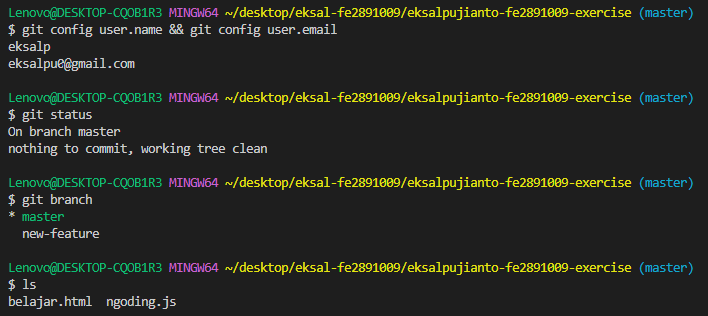 Lenovo@DESKTOP-CQOB1R3 MINGW64 ~/desktop/eksal-fe2891009/eksalpujianto-fe2891009-exercise (master)
$ git config user.name && git config user.email
eksalp
eksalpu0@gmail.com
Lenovo@DESKTOP-CQOB1R3 MINGW64 ~/desktop/eksal-fe2891009/eksalpujianto-fe2891009-exercise (master)
$ git status
On branch master
nothing to commit, working tree clean
Lenovo@DESKTOP-CQOB1R3 MINGW64 ~/desktop/eksal-fe2891009/eksalpujianto-fe2891009-exercise (master)
$ git branch
* master
  new-feature
Lenovo@DESKTOP-CQOB1R3 MINGW64 ~/desktop/eksal-fe2891009/eksalpujianto-fe2891009-exercise (master)
$ ls
belajar.html  ngoding.js